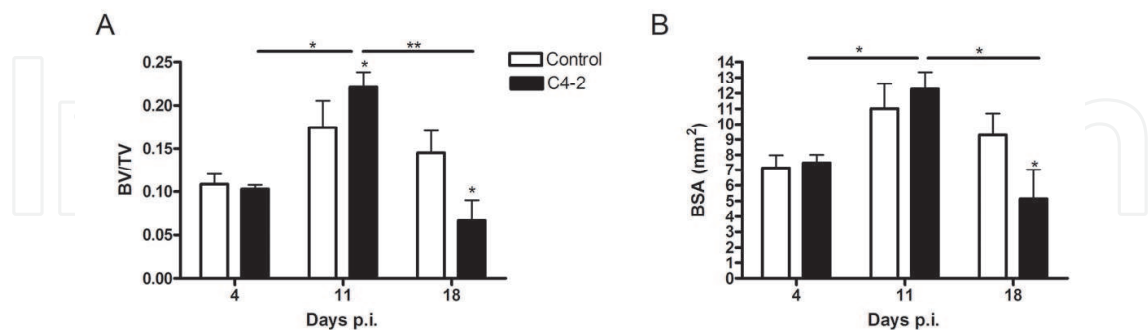 A
BV/TV
0.25
0.20
0.15
0.10
0.05
0.00
* **
*
*
4 11 18
Days p.i.
Control
C4-2
B
BSA (mm²)
14
13
12
11
10
9
8
7
6
5
4
3
2
1
0
* *
*
4 11 18
Days p.i.